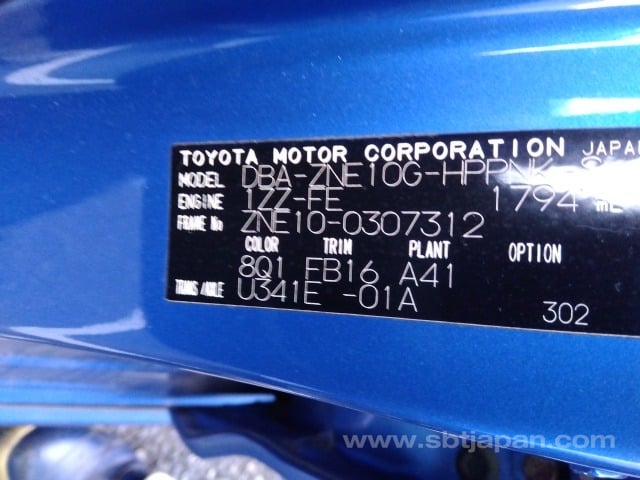 TOYOTA MOTOR CORPORATION JAPAN
MODEL DBA-ZNE10G-HPPNK
ENGINE 1ZZ-FE 1794 mL
FRAME No ZNE10-0307312
COLOR TRIM PLANT OPTION
8Q1 FB16 A41
TRANS/AXLE U341E -01A
302
www.sbtjapan.com